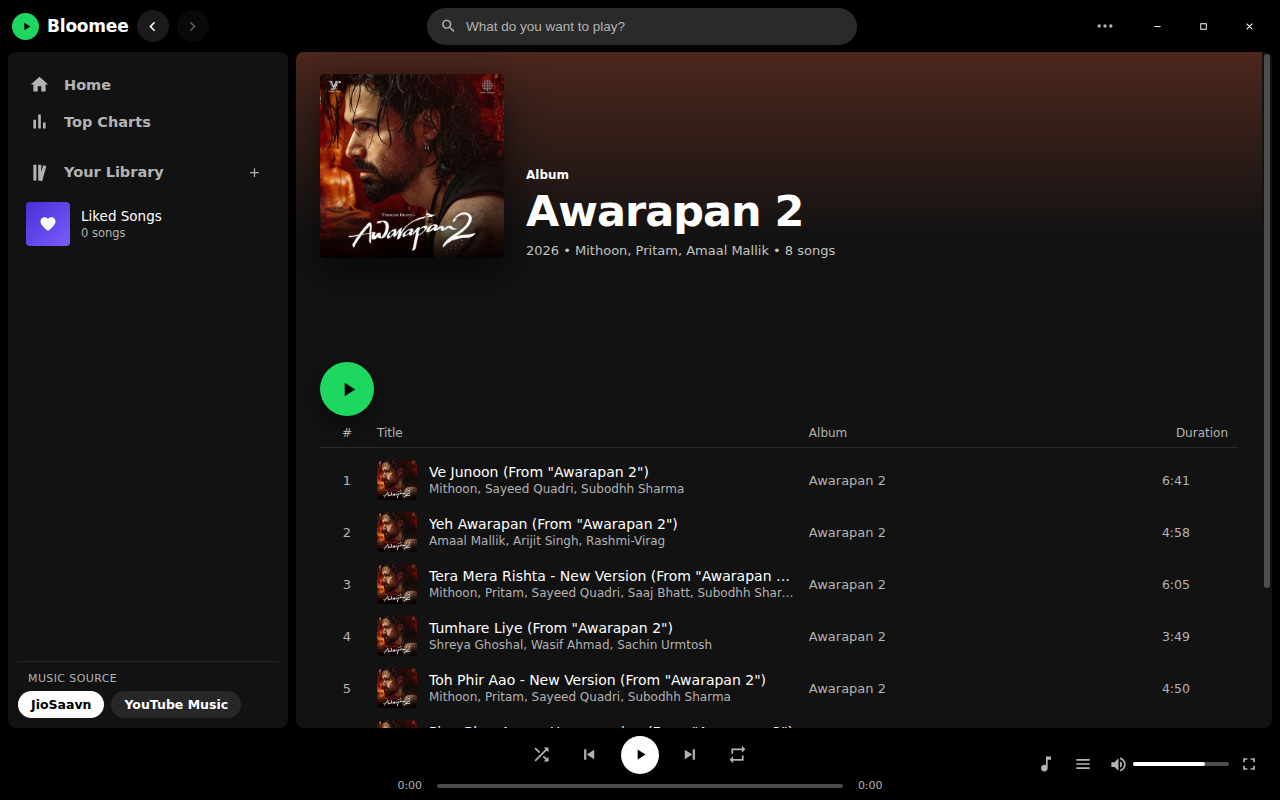 Bloomee
What do you want to play?
Home
Top Charts
Your Library
Liked Songs
0 songs
MUSIC SOURCE
JioSaavn
YouTube Music
Awarapan 2
Album
Awarapan 2
2026 • Mithoon, Pritam, Amaal Mallik • 8 songs
# Title Album Duration
1 Ve Junoon (From "Awarapan 2") Awarapan 2 6:41
Mithoon, Sayeed Quadri, Subodhh Sharma
2 Yeh Awarapan (From "Awarapan 2") Awarapan 2 4:58
Amaal Mallik, Arijit Singh, Rashmi-Virag
3 Tera Mera Rishta - New Version (From "Awarapan ... Awarapan 2 6:05
Mithoon, Pritam, Sayeed Quadri, Saaj Bhatt, Subodhh Shar...
4 Tumhare Liye (From "Awarapan 2") Awarapan 2 3:49
Shreya Ghoshal, Wasif Ahmad, Sachin Urmtosh
5 Toh Phir Aao - New Version (From "Awarapan 2") Awarapan 2 4:50
Mithoon, Pritam, Sayeed Quadri, Subodhh Sharma
0:00
0:00